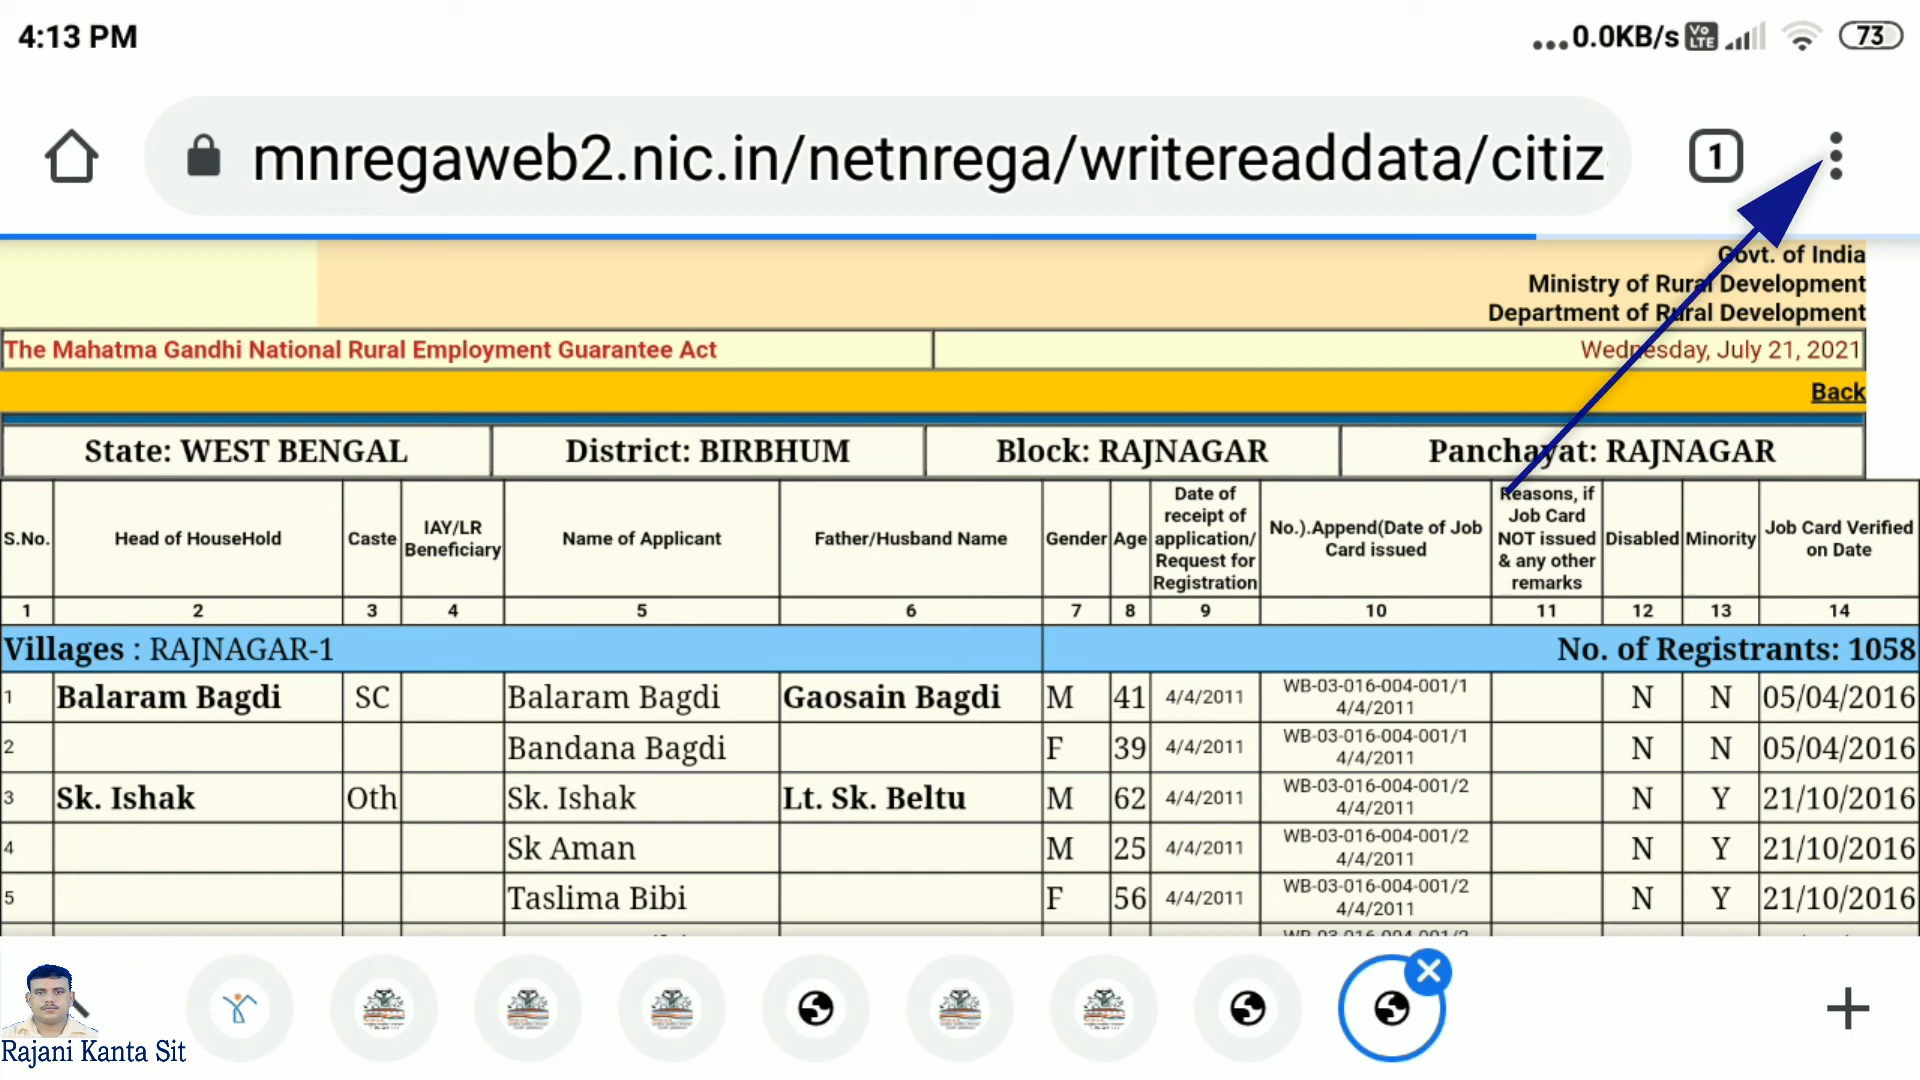 4:13 PM
...0.0KB/s Vo LTE 73
mnregaweb2.nic.in/netnrega/writereaddata/citiz
1
Govt. of India
Ministry of Rural Development
Department of Rural Development
The Mahatma Gandhi National Rural Employment Guarantee Act Wednesday, July 21, 2021
Back
State: WEST BENGAL District: BIRBHUM Block: RAJNAGAR Panchayat: RAJNAGAR
S.No. Head of HouseHold Caste IAY/LR Beneficiary Name of Applicant Father/Husband Name Gender Age Date of receipt of application/ Request for Registration No.).Append(Date of Job Card issued Reasons, if Job Card NOT issued & any other remarks Disabled Minority Job Card Verified on Date
1 2 3 4 5 6 7 8 9 10 11 12 13 14
Villages : RAJNAGAR-1 No. of Registrants: 1058
1 Balaram Bagdi SC Balaram Bagdi Gaosain Bagdi M 41 4/4/2011 WB-03-016-004-001/1 4/4/2011 N N 05/04/2016
2 Bandana Bagdi F 39 4/4/2011 WB-03-016-004-001/1 4/4/2011 N N 05/04/2016
3 Sk. Ishak Oth Sk. Ishak Lt. Sk. Beltu M 62 4/4/2011 WB-03-016-004-001/2 4/4/2011 N Y 21/10/2016
4 Sk Aman M 25 4/4/2011 WB-03-016-004-001/2 4/4/2011 N Y 21/10/2016
5 Taslima Bibi F 56 4/4/2011 WB-03-016-004-001/2 4/4/2011 N Y 21/10/2016
Rajani Kanta Sit